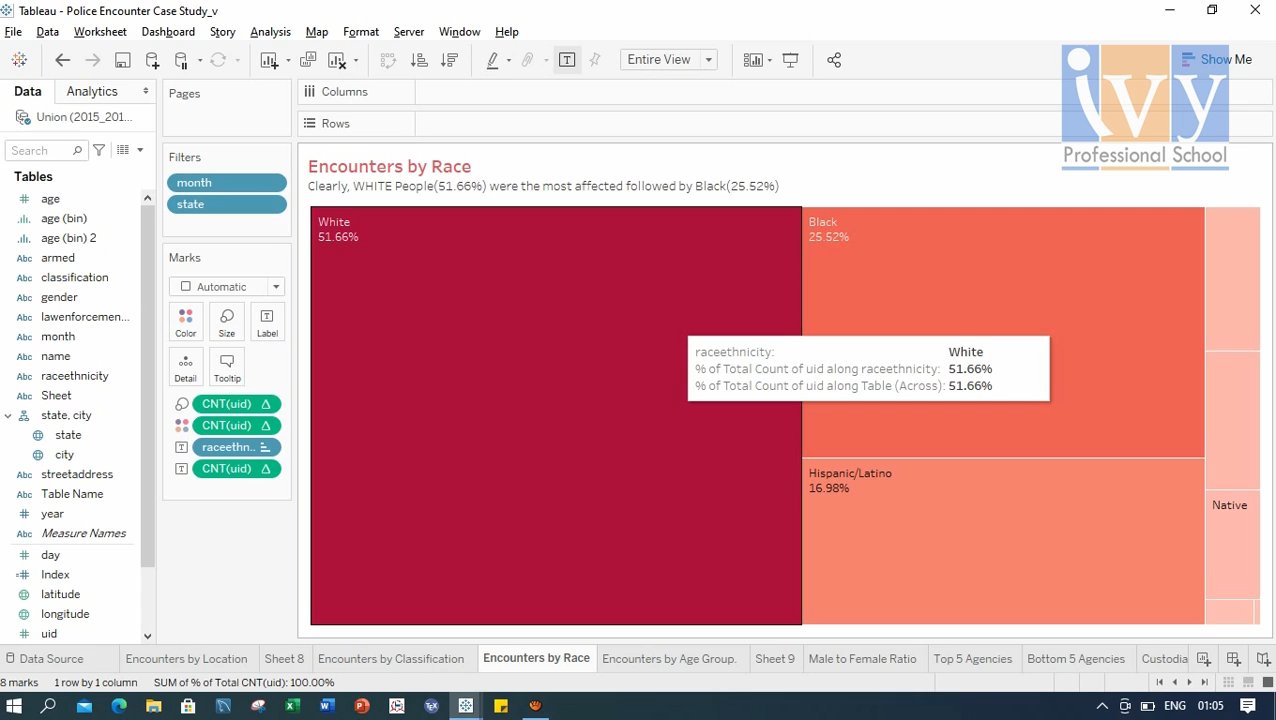 Tableau - Police Encounter Case Study_v
File Data Worksheet Dashboard Story Analysis Map Format Server Window Help
Entire View
Show Me
ivy
Professional School
Data Analytics
Union (2015_201...
Search
Tables
age
age (bin)
age (bin) 2
armed
classification
gender
lawenforcemen...
month
name
raceethnicity
Sheet
state, city
state
city
streetaddress
Table Name
year
Measure Names
day
Index
latitude
longitude
uid
Pages
Filters
month
state
Marks
Automatic
Color Size Label
Detail Tooltip
CNT(uid)
CNT(uid)
raceethn..
CNT(uid)
Columns
Rows
Encounters by Race
Clearly, WHITE People(51.66%) were the most affected followed by Black(25.52%)
White
51.66%
Black
25.52%
raceethnicity: White
% of Total Count of uid along raceethnicity: 51.66%
% of Total Count of uid along Table (Across): 51.66%
Hispanic/Latino
16.98%
Native
Data Source Encounters by Location Sheet 8 Encounters by Classification Encounters by Race Encounters by Age Group. Sheet 9 Male to Female Ratio Top 5 Agencies Bottom 5 Agencies Custodia
8 marks 1 row by 1 column SUM of % of Total CNT(uid): 100.00%
01:05